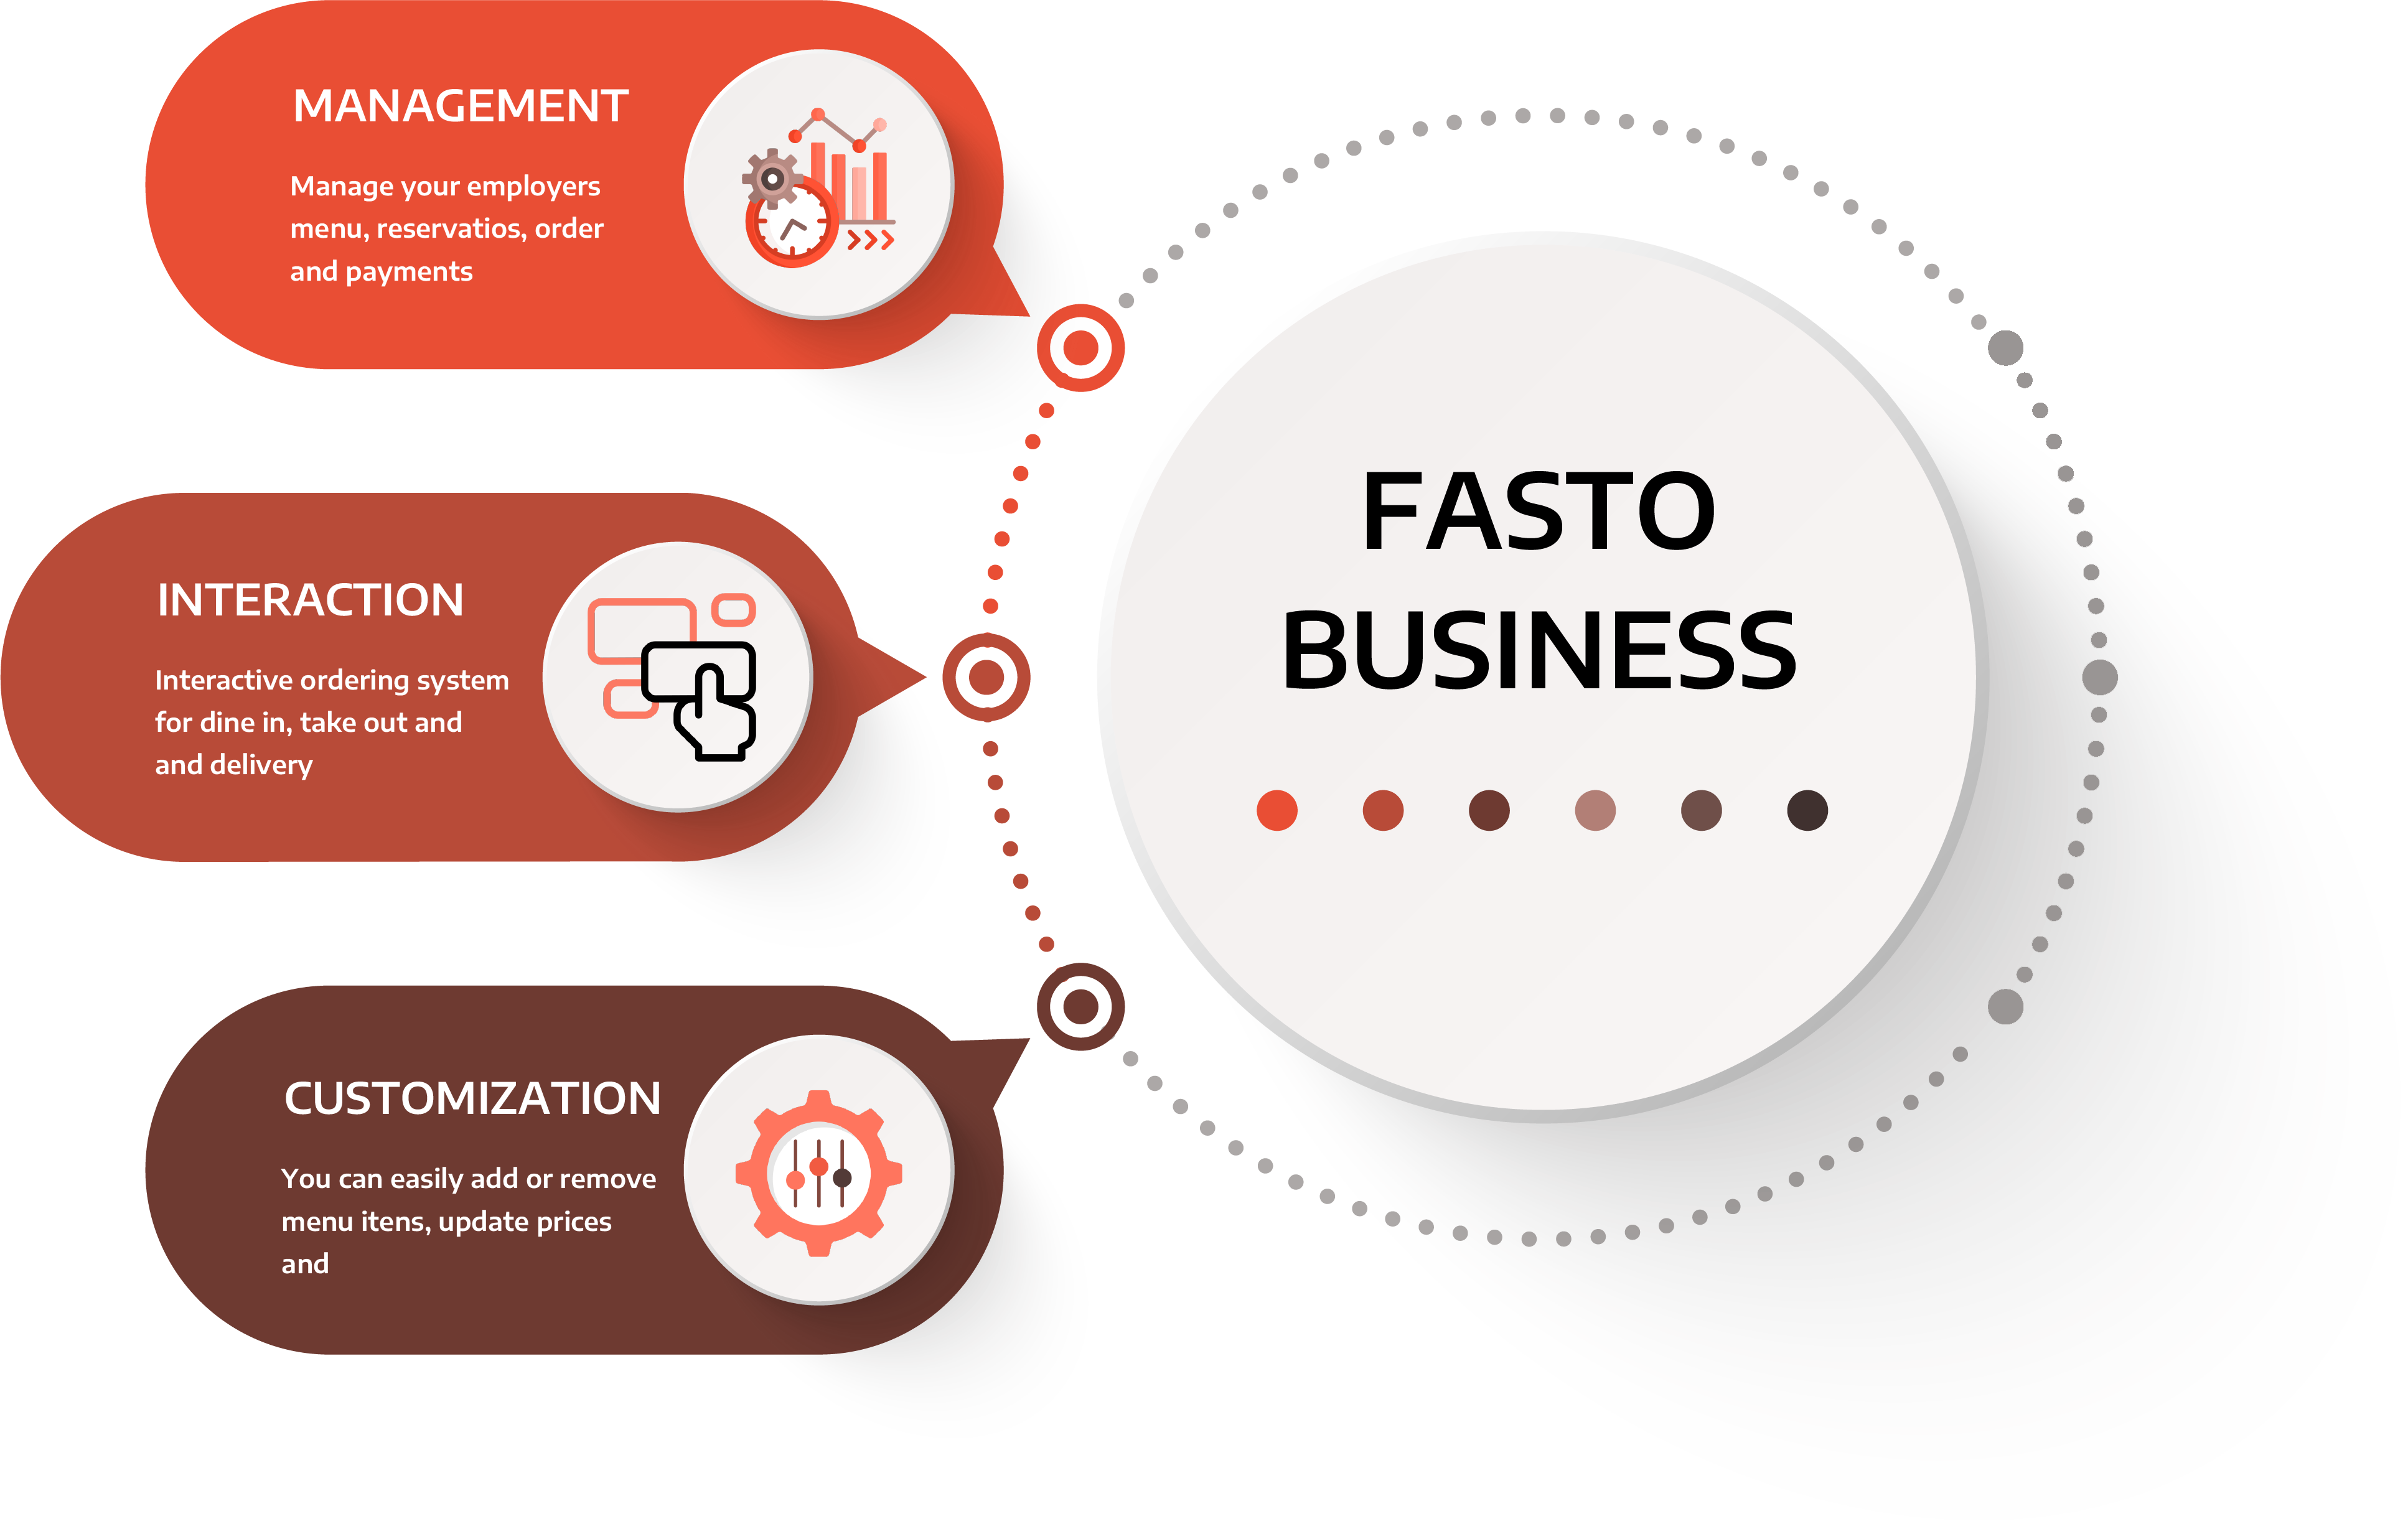 MANAGEMENT
Manage your employers
menu, reservatios, order
and payments
INTERACTION
Interactive ordering system
for dine in, take out and
and delivery
CUSTOMIZATION
You can easily add or remove
menu itens, update prices
and
FASTO
BUSINESS